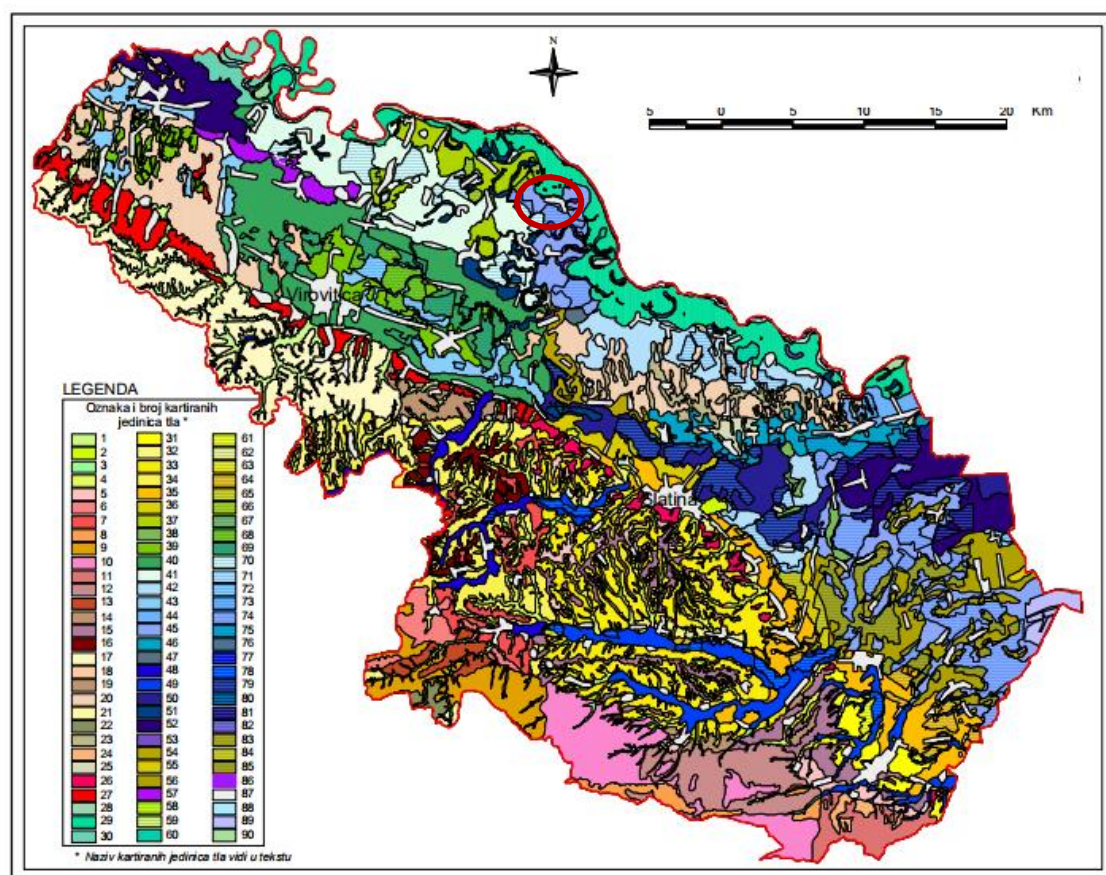 N
5 0 5 10 15 20 Km
Virovitica
Slatina
LEGENDA
Oznaka i broj kartiranih
jedinica tla *
1 31 61
2 32 62
3 33 63
4 34 64
5 35 65
6 36 66
7 37 67
8 38 68
9 39 69
10 40 70
11 41 71
12 42 72
13 43 73
14 44 74
15 45 75
16 46 76
17 47 77
18 48 78
19 49 79
20 50 80
21 51 81
22 52 82
23 53 83
24 54 84
25 55 85
26 56 86
27 57 87
28 58 88
29 59 89
30 60 90
* Naziv kartiranih jedinica tla vidi u tekstu